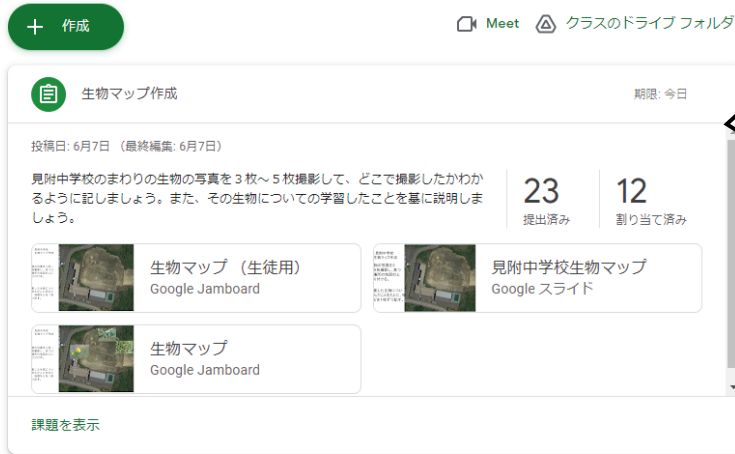 作成
Meet クラスのドライブ フォルダ
生物マップ作成 期限: 今日
投稿日: 6月7日 （最終編集: 6月7日）
見附中学校のまわりの生物の写真を３枚～５枚撮影して、どこで撮影したかわか
るように記しましょう。また、その生物についての学習したことを基に説明しま
しょう。
23 12
提出済み 割り当て済み
生物マップ （生徒用）
Google Jamboard
見附中学校生物マップ
Google スライド
生物マップ
Google Jamboard
課題を表示